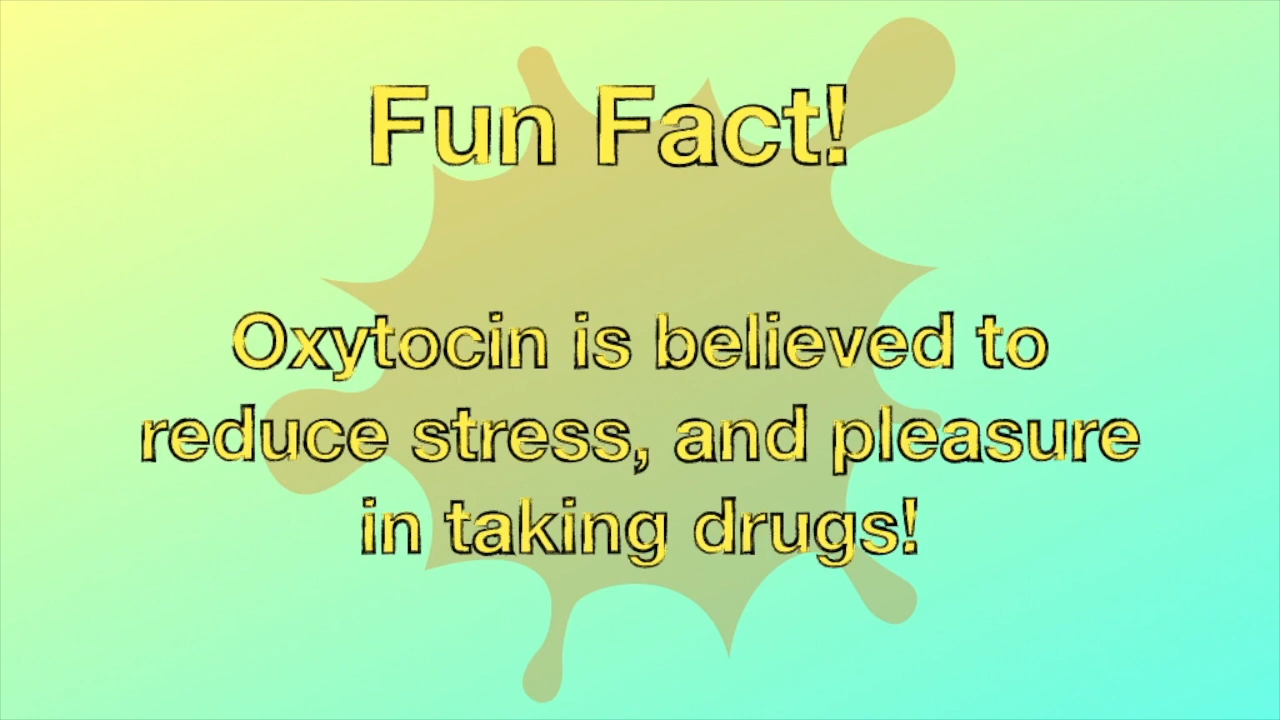 Fun Fact!
Oxytocin is believed to
reduce stress, and pleasure
in taking drugs!